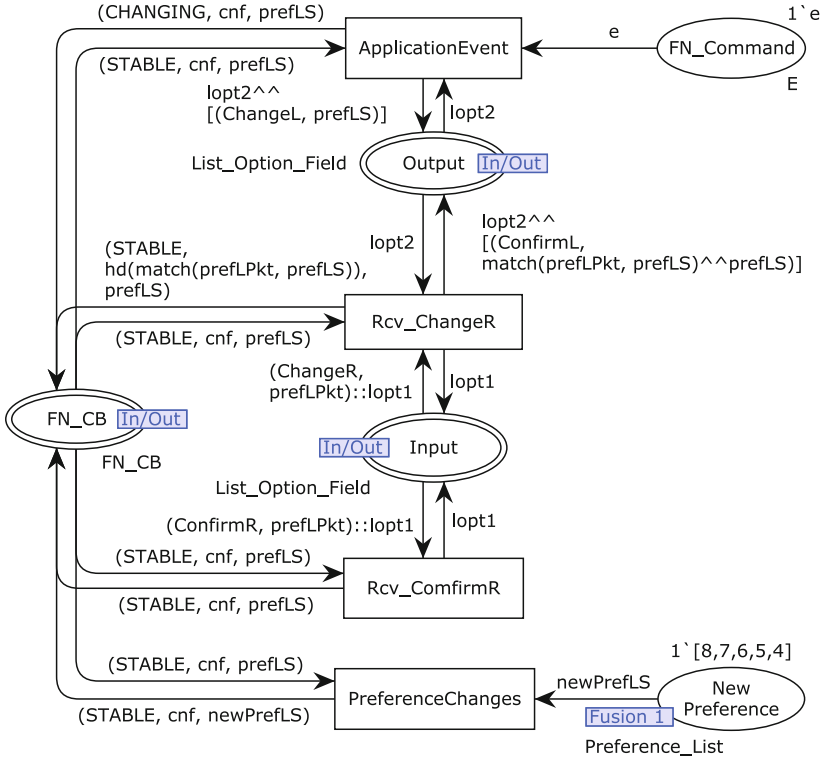 (CHANGING, cnf, prefLS)
1`e
ApplicationEvent
e
FN_Command
(STABLE, cnf, prefLS)
E
lopt2^^
[(ChangeL, prefLS)]
lopt2
List_Option_Field
Output
In/Out
(STABLE,
hd(match(prefLPkt, prefLS)),
prefLS)
lopt2
lopt2^^
[(ConfirmL,
match(prefLPkt, prefLS)^^prefLS)]
Rcv_ChangeR
(STABLE, cnf, prefLS)
(ChangeR,
prefLPkt)::lopt1
lopt1
FN_CB
In/Out
FN_CB
In/Out
Input
List_Option_Field
(ConfirmR, prefLPkt)::lopt1
lopt1
(STABLE, cnf, prefLS)
Rcv_ComfirmR
(STABLE, cnf, prefLS)
1`[8,7,6,5,4]
(STABLE, cnf, prefLS)
PreferenceChanges
newPrefLS
New
Preference
(STABLE, cnf, newPrefLS)
Fusion 1
Preference_List